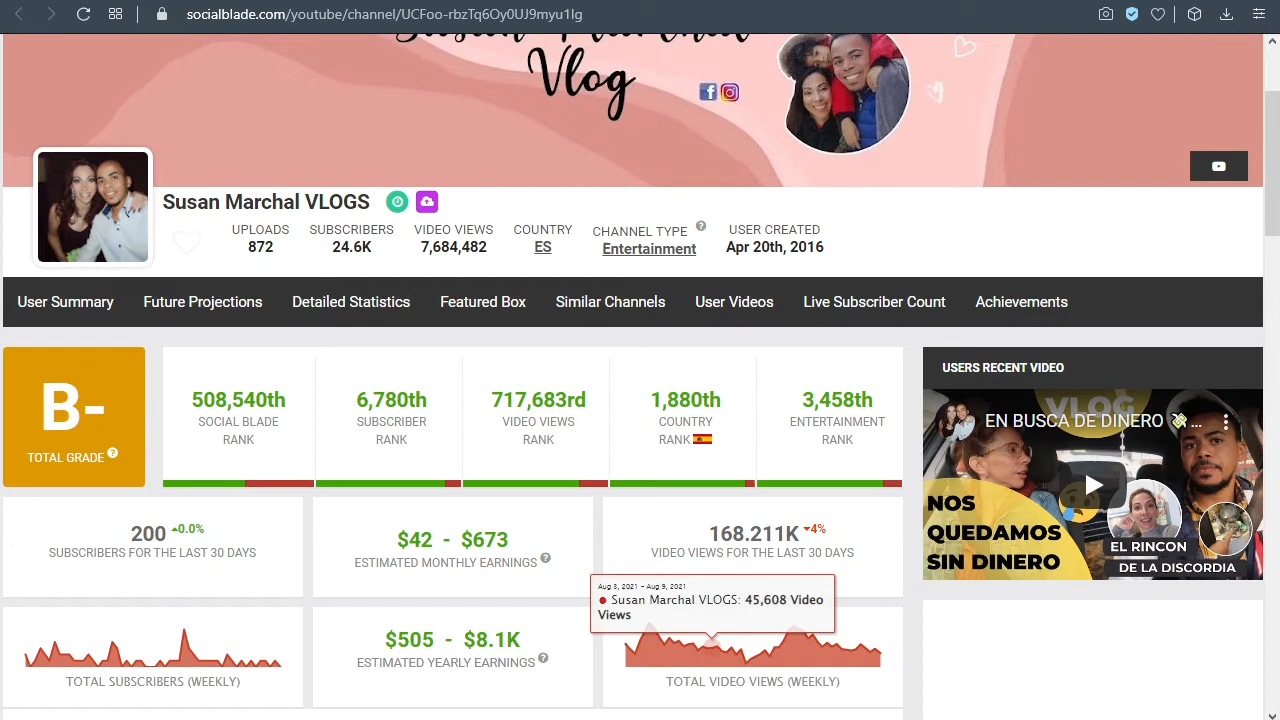 socialblade.com/youtube/channel/UCFoo-rbzTq6Oy0UJ9myu1Ig
Susan Marchal
Vlog
Susan Marchal VLOGS
UPLOADS
872
SUBSCRIBERS
24.6K
VIDEO VIEWS
7,684,482
COUNTRY
ES
CHANNEL TYPE ?
Entertainment
USER CREATED
Apr 20th, 2016
User Summary
Future Projections
Detailed Statistics
Featured Box
Similar Channels
User Videos
Live Subscriber Count
Achievements
B-
TOTAL GRADE ?
508,540th
SOCIAL BLADE
RANK
6,780th
SUBSCRIBER
RANK
717,683rd
VIDEO VIEWS
RANK
1,880th
COUNTRY
RANK
3,458th
ENTERTAINMENT
RANK
USERS RECENT VIDEO
VLOG
EN BUSCA DE DINERO 💸 ...
NOS
QUEDAMOS
SIN DINERO
EL RINCON
DE LA DISCORDIA
200 0.0%
SUBSCRIBERS FOR THE LAST 30 DAYS
$42 - $673
ESTIMATED MONTHLY EARNINGS ?
168.211K 4%
VIDEO VIEWS FOR THE LAST 30 DAYS
Aug 8, 2021 - Aug 9, 2021
Susan Marchal VLOGS: 45,608 Video
Views
TOTAL SUBSCRIBERS (WEEKLY)
$505 - $8.1K
ESTIMATED YEARLY EARNINGS ?
TOTAL VIDEO VIEWS (WEEKLY)